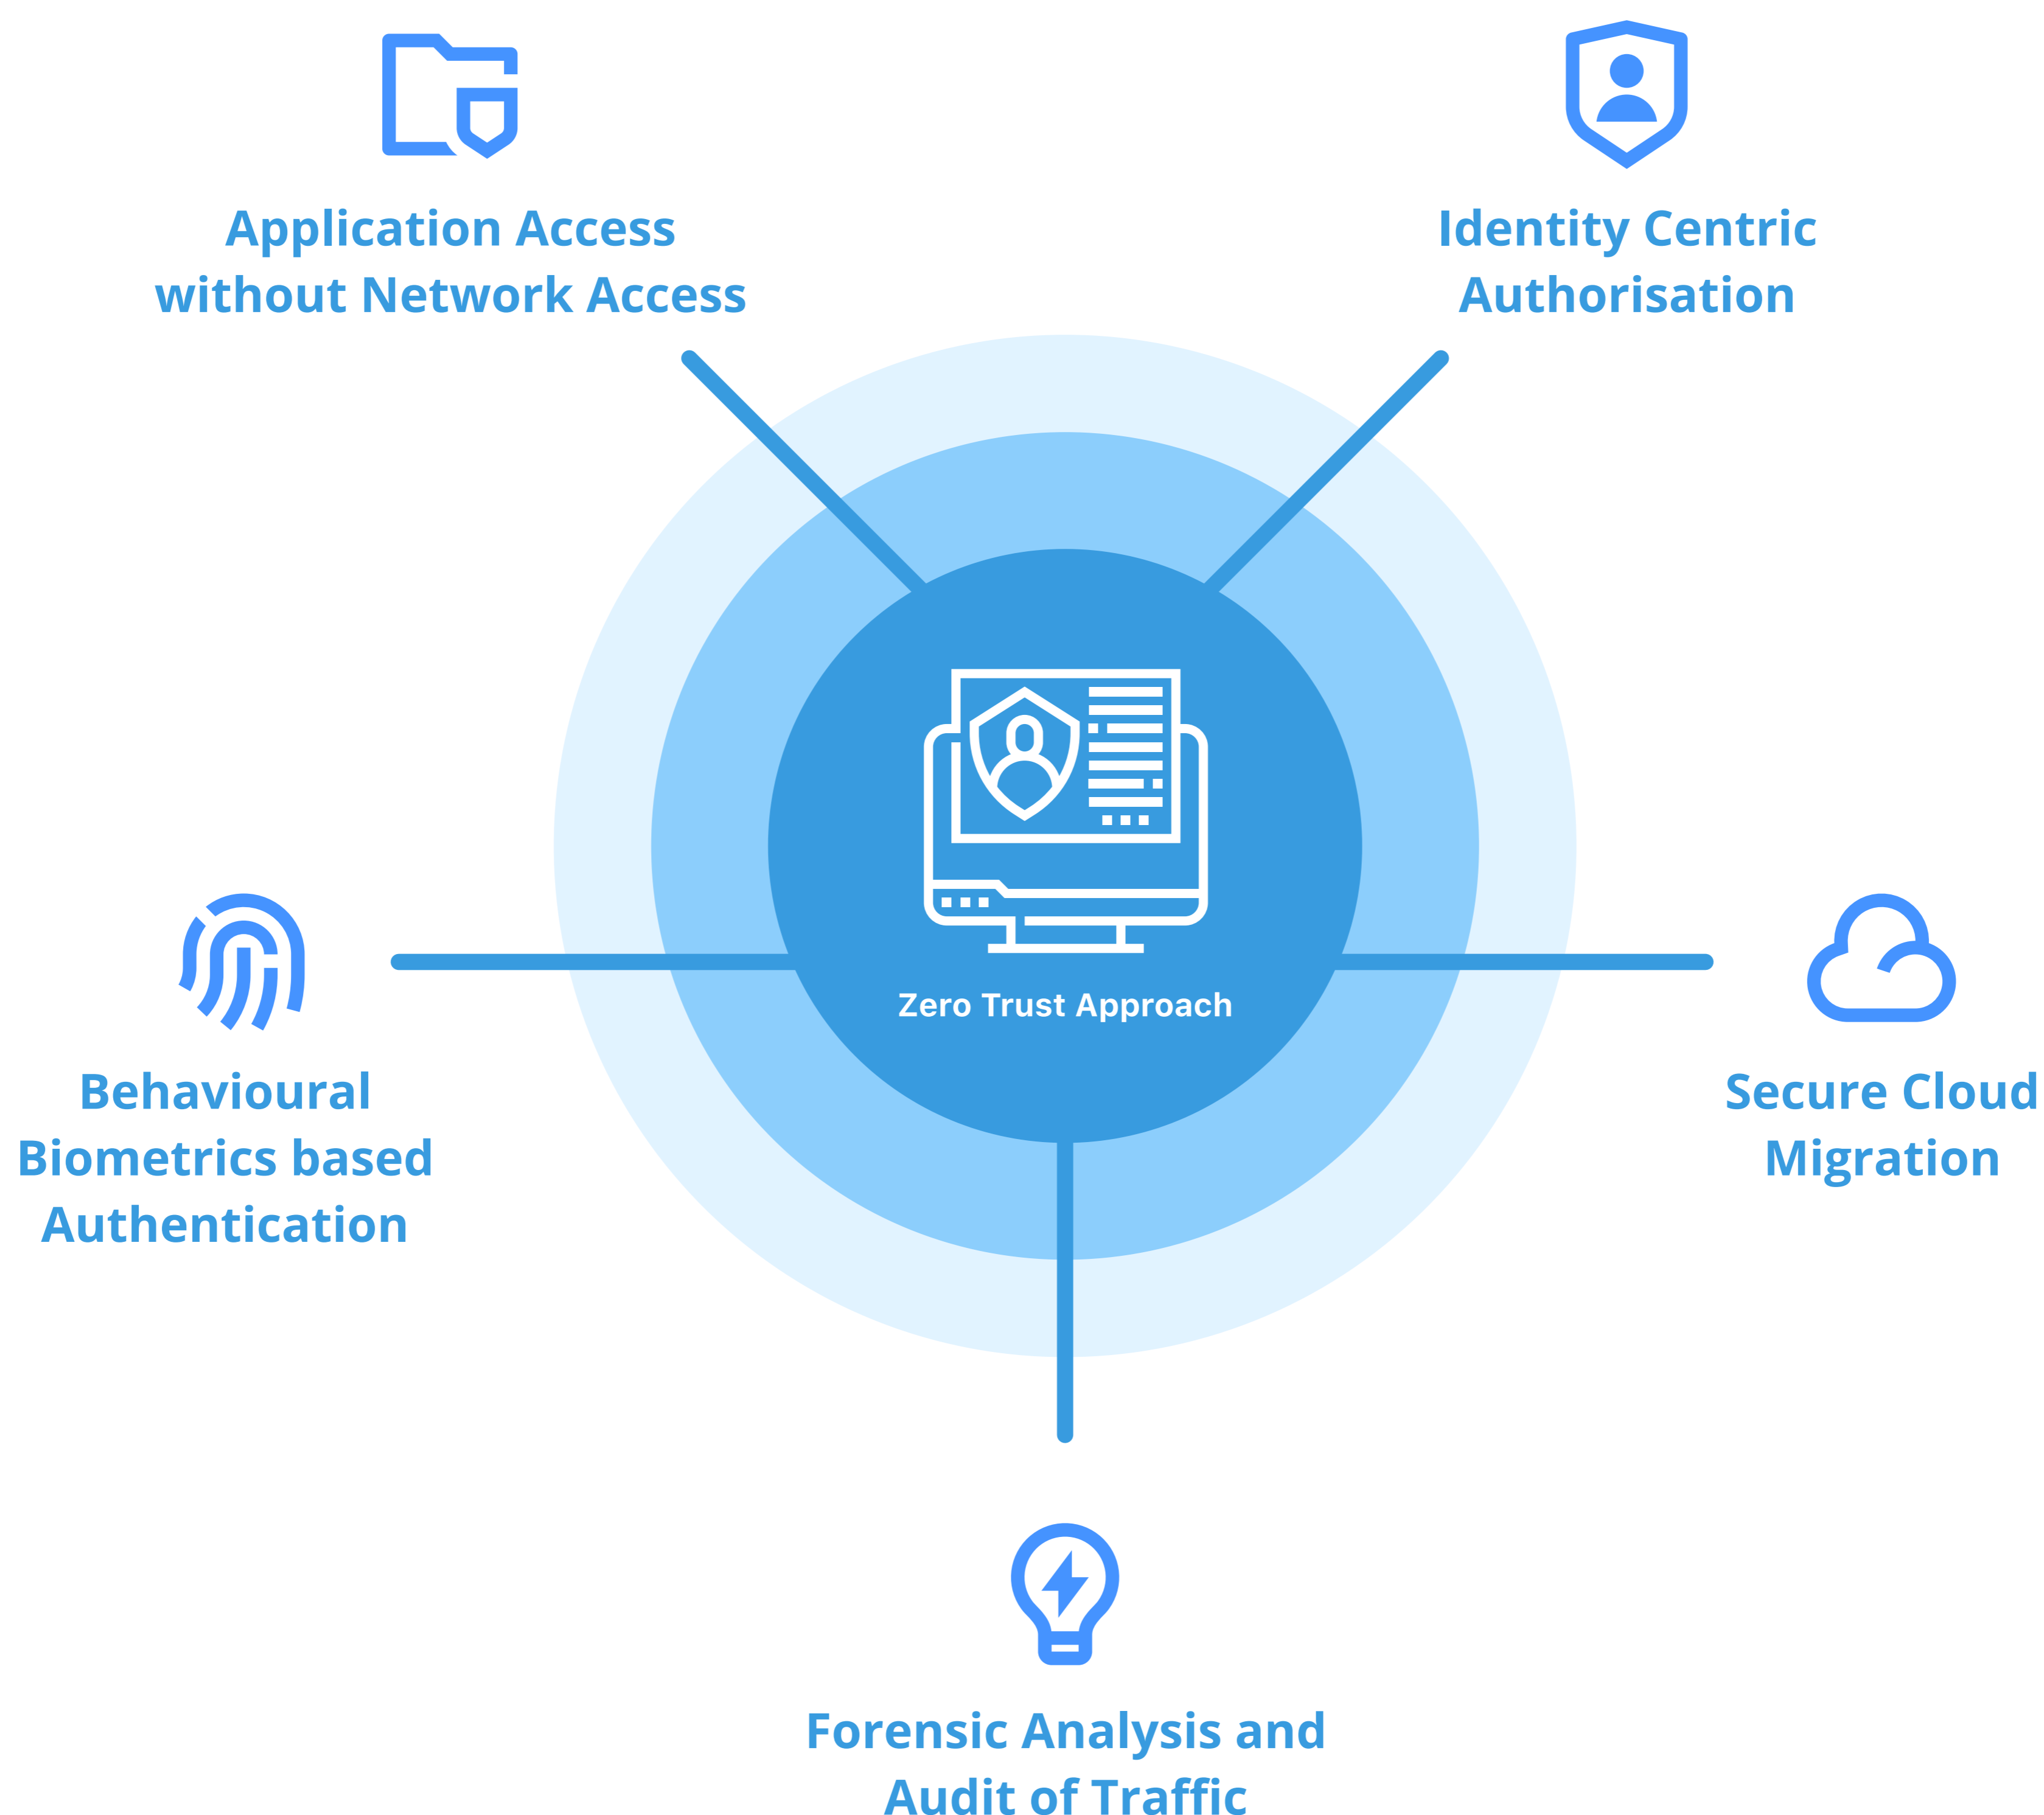 Application Access
without Network Access
Identity Centric
Authorisation
Zero Trust Approach
Behavioural
Biometrics based
Authentication
Secure Cloud
Migration
Forensic Analysis and
Audit of Traffic